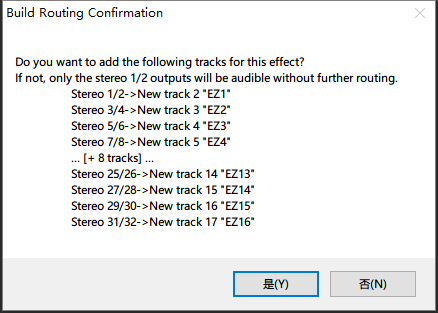 Build Routing Confirmation
Do you want to add the following tracks for this effect?
If not, only the stereo 1/2 outputs will be audible without further routing.
Stereo 1/2->New track 2 "EZ1"
Stereo 3/4->New track 3 "EZ2"
Stereo 5/6->New track 4 "EZ3"
Stereo 7/8->New track 5 "EZ4"
... [+ 8 tracks] ...
Stereo 25/26->New track 14 "EZ13"
Stereo 27/28->New track 15 "EZ14"
Stereo 29/30->New track 16 "EZ15"
Stereo 31/32->New track 17 "EZ16"
是(Y)
否(N)